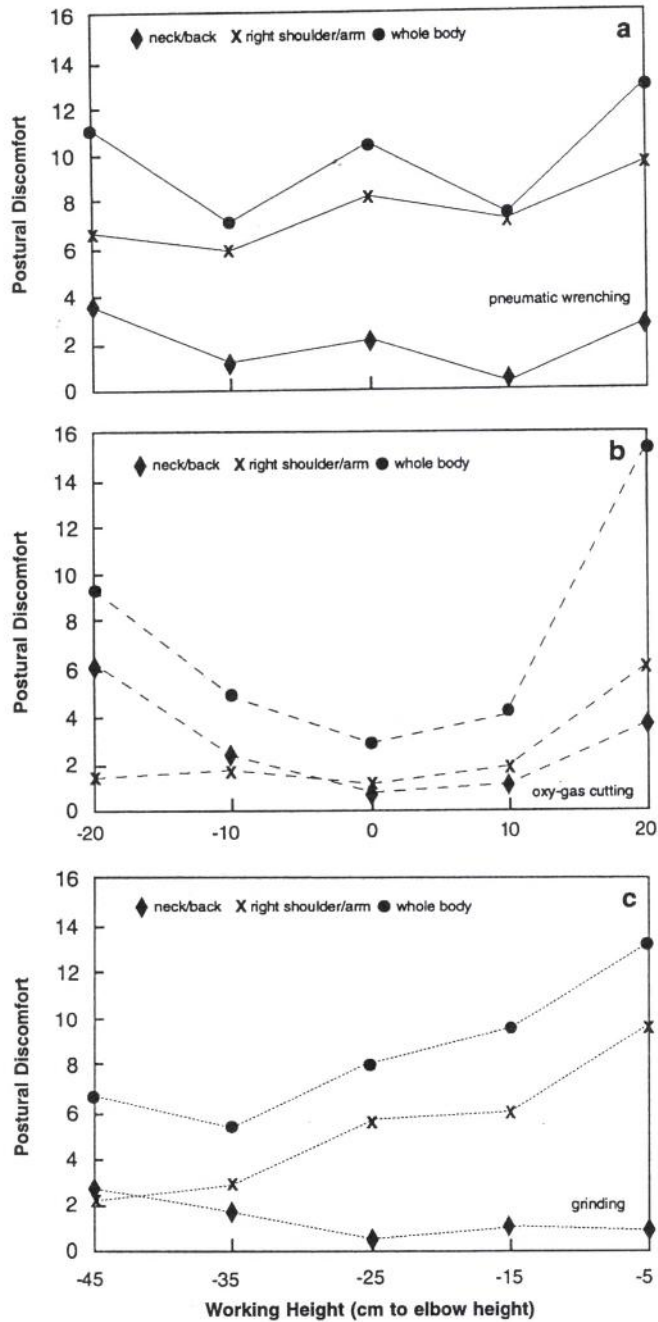 16
◆ neck/back X right shoulder/arm ● whole body
a
14
12
10
8
6
4
2
0
Postural Discomfort
pneumatic wrenching
16
◆ neck/back X right shoulder/arm ● whole body
b
14
12
10
8
6
4
2
0
Postural Discomfort
oxy-gas cutting
-20 -10 0 10 20
16
◆ neck/back X right shoulder/arm ● whole body
c
14
12
10
8
6
4
2
0
Postural Discomfort
grinding
-45 -35 -25 -15 -5
Working Height (cm to elbow height)